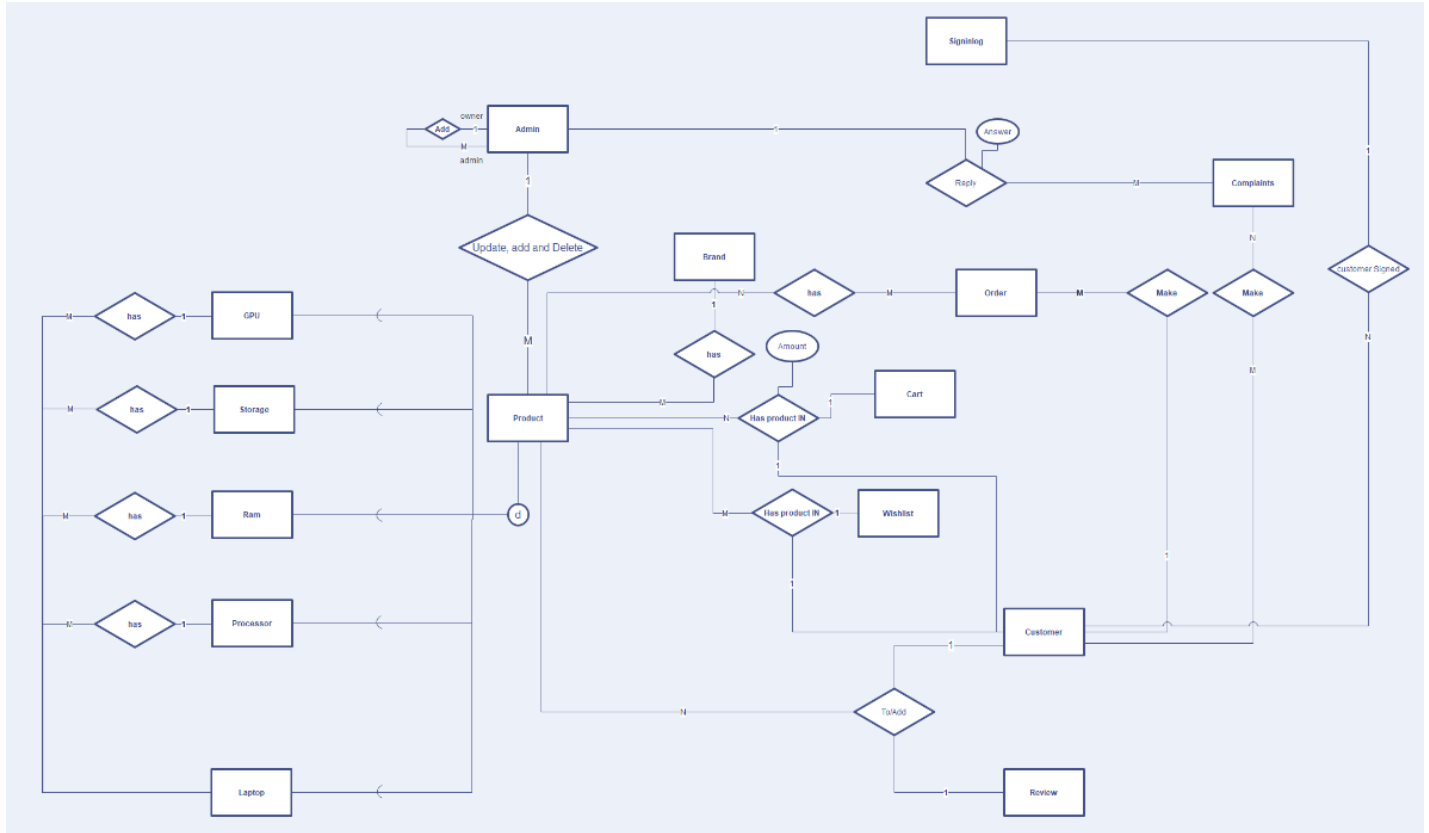 Signinlog
owner
Add
1
Admin
1
Answer
M
admin
1
Reply
M
Complaints
1
Update, add and Delete
Brand
N
customer Signed
N
has
M
Order
M
Make
Make
1
M
has
1
GPU
M
has
Amount
N
1
M
M
has
1
Storage
Product
M
N
Has product IN
1
Cart
1
M
has
1
Ram
d
M
Has product IN
1
Wishlist
1
1
M
has
1
Processor
Customer
1
N
To/Add
Laptop
1
Review